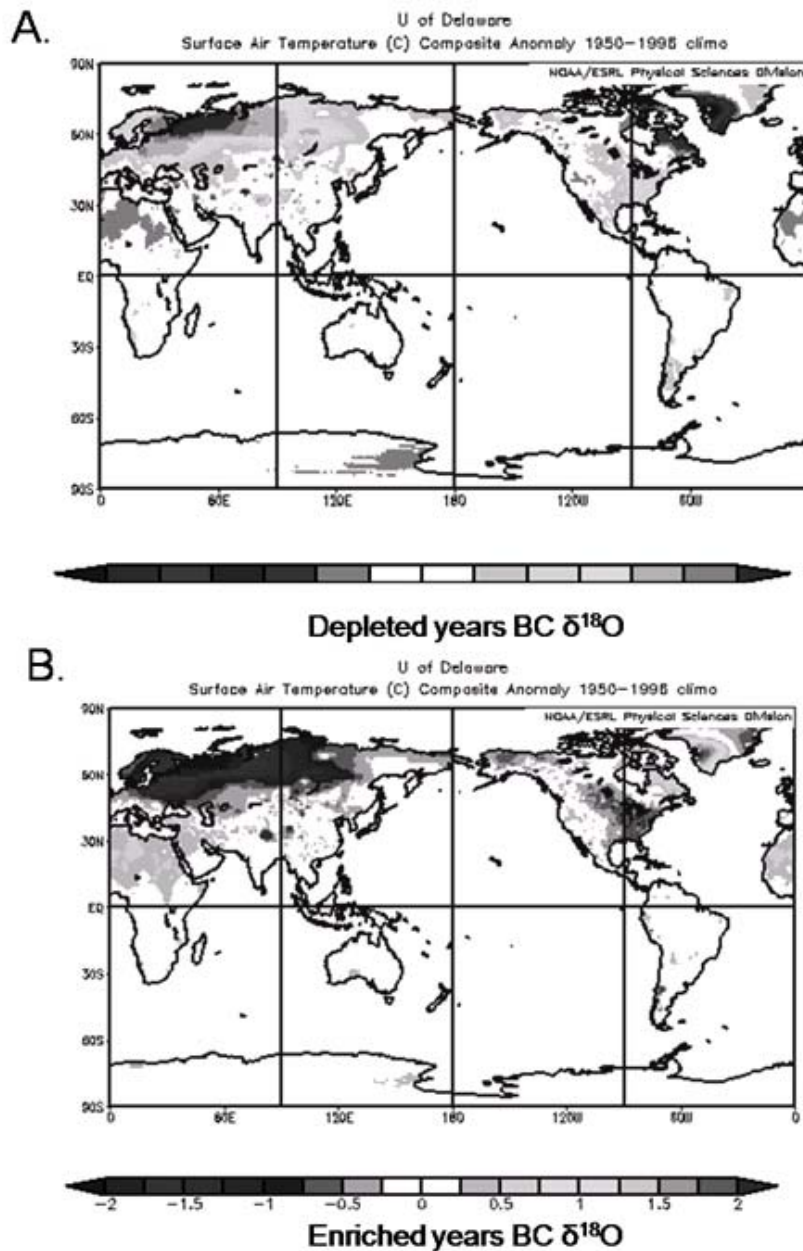 A.
U of Delaware
Surface Air Temperature (C) Composite Anomaly 1950-1996 climo
NOAA/ESRL Physical Sciences Division
90N
60N
30N
EQ
30S
60S
90S
0 60E 120E 180 120W 60W
Depleted years BC δ¹⁸O
B.
U of Delaware
Surface Air Temperature (C) Composite Anomaly 1950-1996 climo
NOAA/ESRL Physical Sciences Division
90N
60N
30N
EQ
30S
60S
90S
0 60E 120E 180 120W 60W 0
-2 -1.5 -1 -0.5 0 0.5 1 1.5 2
Enriched years BC δ¹⁸O